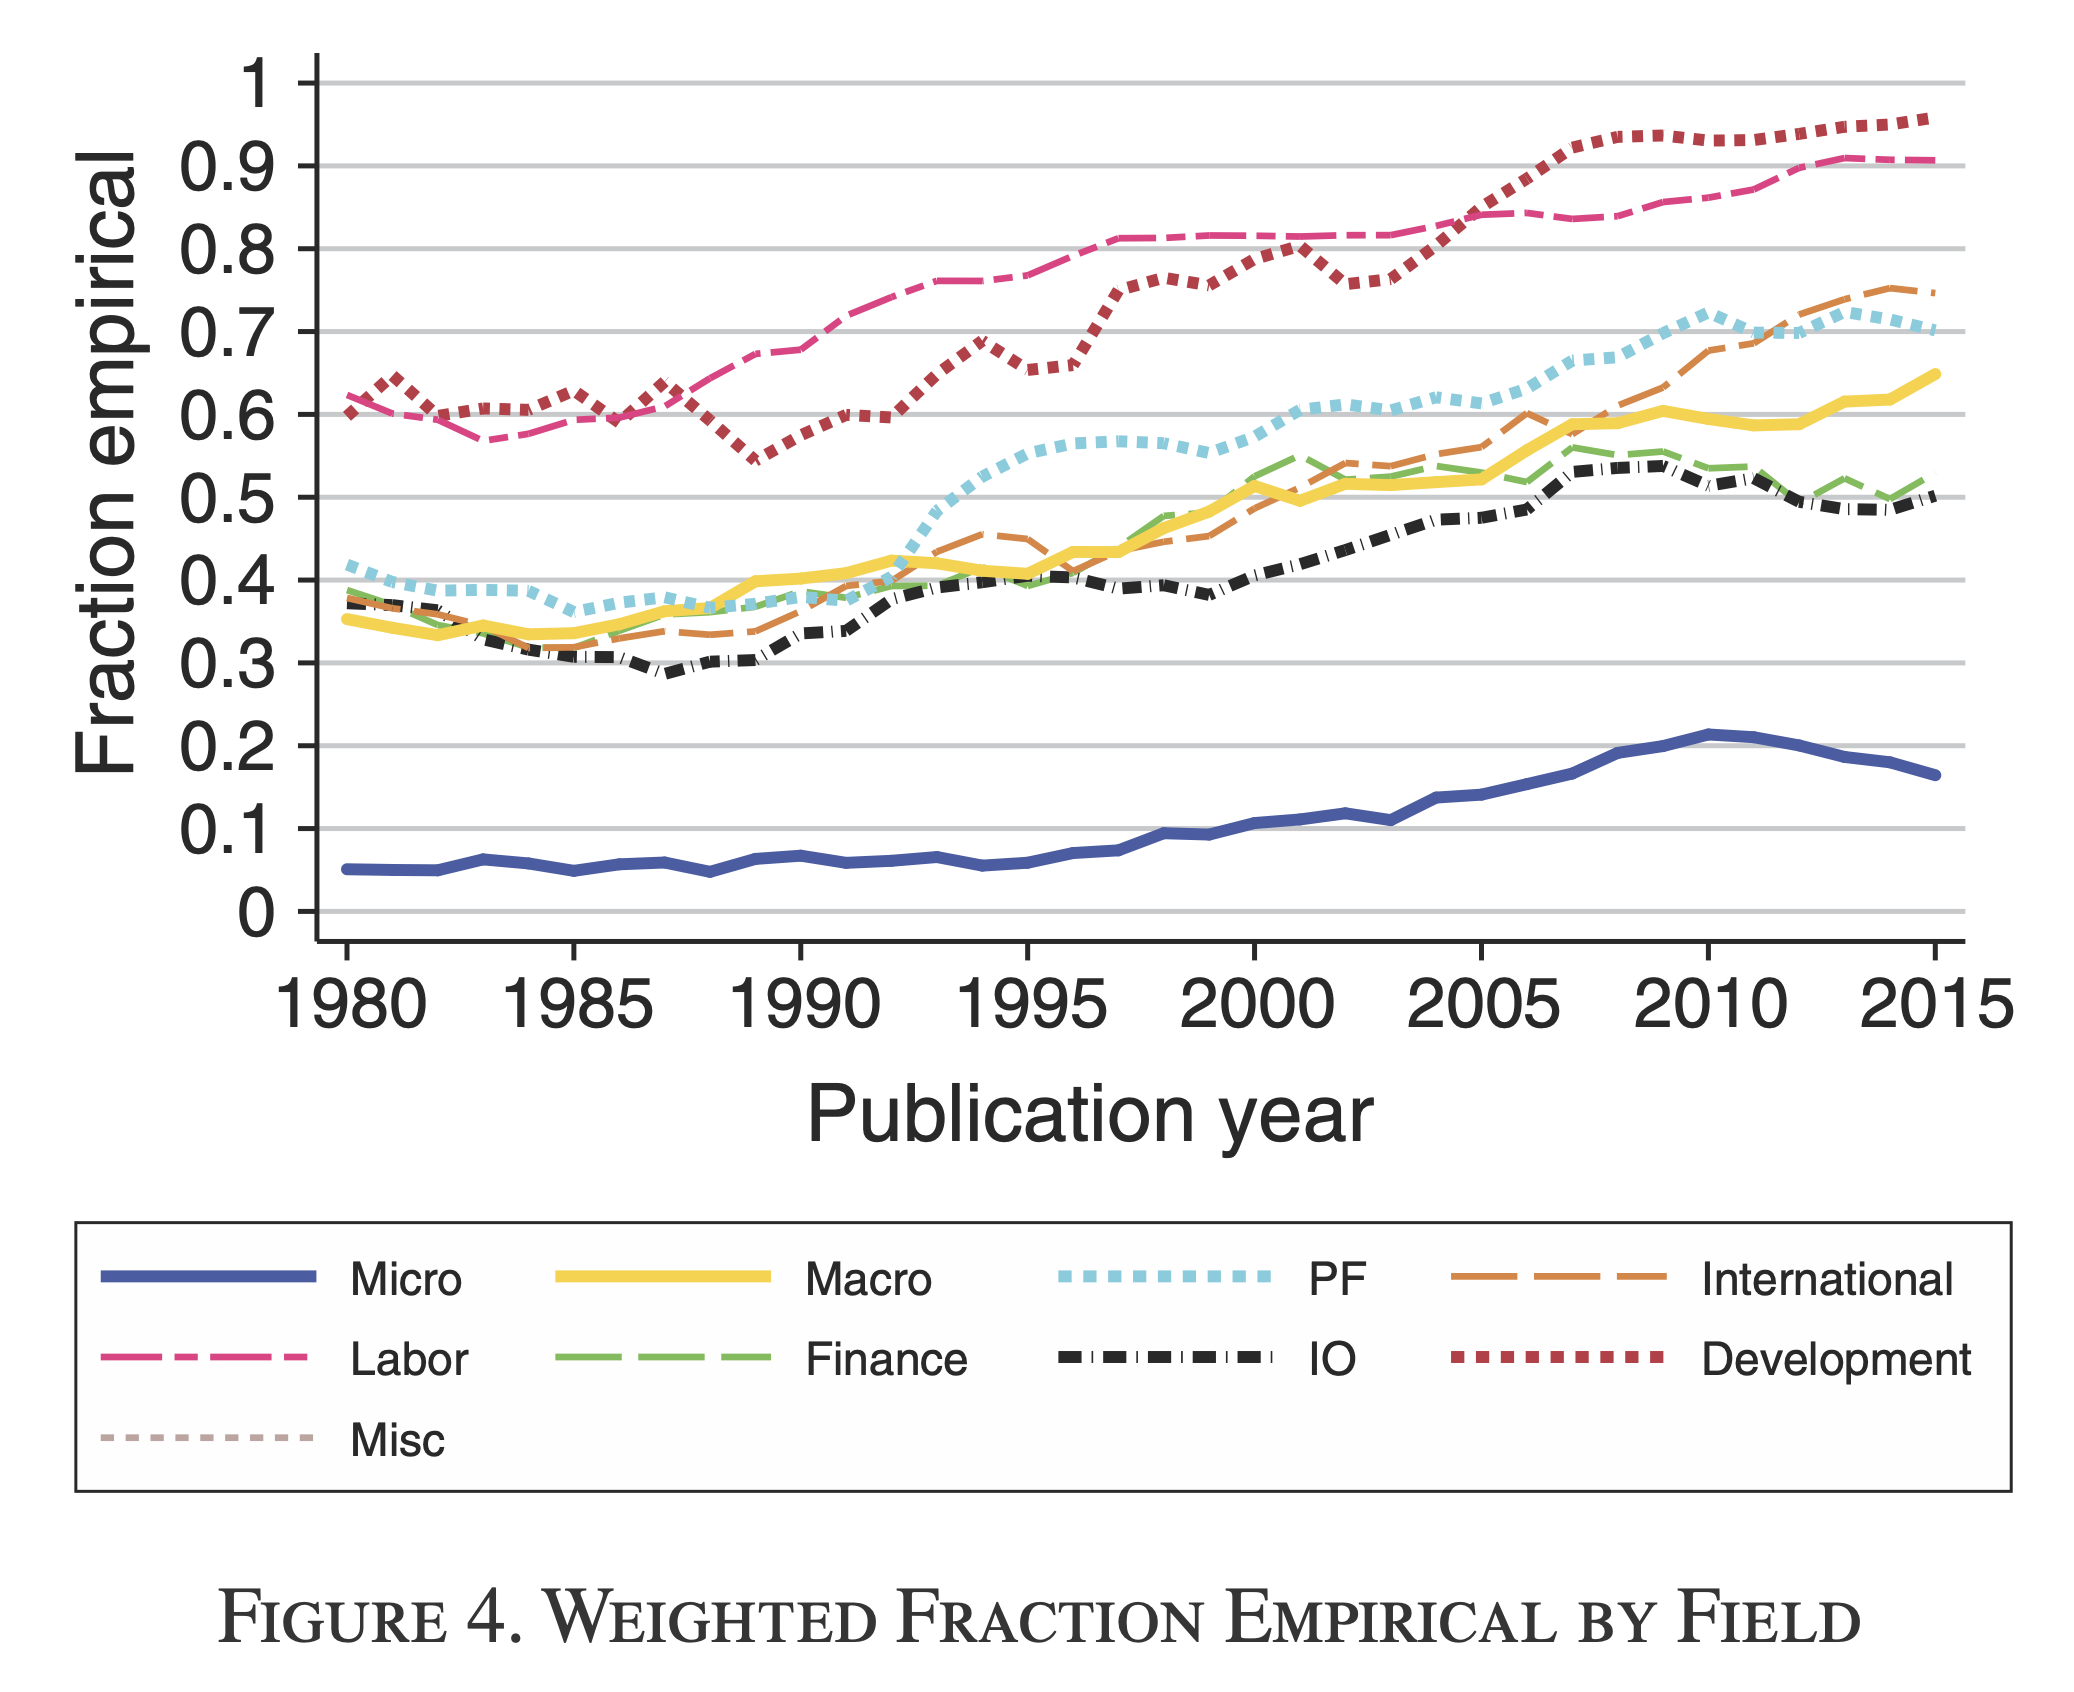 Fraction empirical
1
0.9
0.8
0.7
0.6
0.5
0.4
0.3
0.2
0.1
0
1980 1985 1990 1995 2000 2005 2010 2015
Publication year
Micro Macro PF International
Labor Finance IO Development
Misc
FIGURE 4. WEIGHTED FRACTION EMPIRICAL BY FIELD